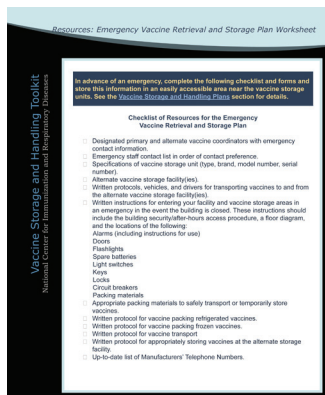 Resources: Emergency Vaccine Retrieval and Storage Plan Worksheet
Vaccine Storage and Handling Toolkit
National Center for Immunization and Respiratory Diseases
In advance of an emergency, complete the following checklist and forms and
store this information in an easily accessible area near the vaccine storage
units. See the Vaccine Storage and Handling Plans section for details.
Checklist of Resources for the Emergency
Vaccine Retrieval and Storage Plan
Designated primary and alternate vaccine coordinators with emergency
contact information.
Emergency staff contact list in order of contact preference.
Specifications of vaccine storage unit (type, brand, model number, serial
number).
Alternate vaccine storage facility(ies).
Written protocols, vehicles, and drivers for transporting vaccines to and from
the alternate vaccine storage facility(ies).
Written instructions for entering your facility and vaccine storage areas in
an emergency in the event the building is closed. These instructions should
include the building security/after-hours access procedure, a floor diagram,
and the locations of the following:
Alarms (including instructions for use)
Doors
Flashlights
Spare batteries
Light switches
Keys
Locks
Circuit breakers
Packing materials
Appropriate packing materials to safely transport or temporarily store
vaccines.
Written protocol for vaccine packing refrigerated vaccines.
Written protocol for vaccine packing frozen vaccines.
Written protocol for vaccine transport
Written protocol for appropriately storing vaccines at the alternate storage
facility.
Up-to-date list of Manufacturers' Telephone Numbers.